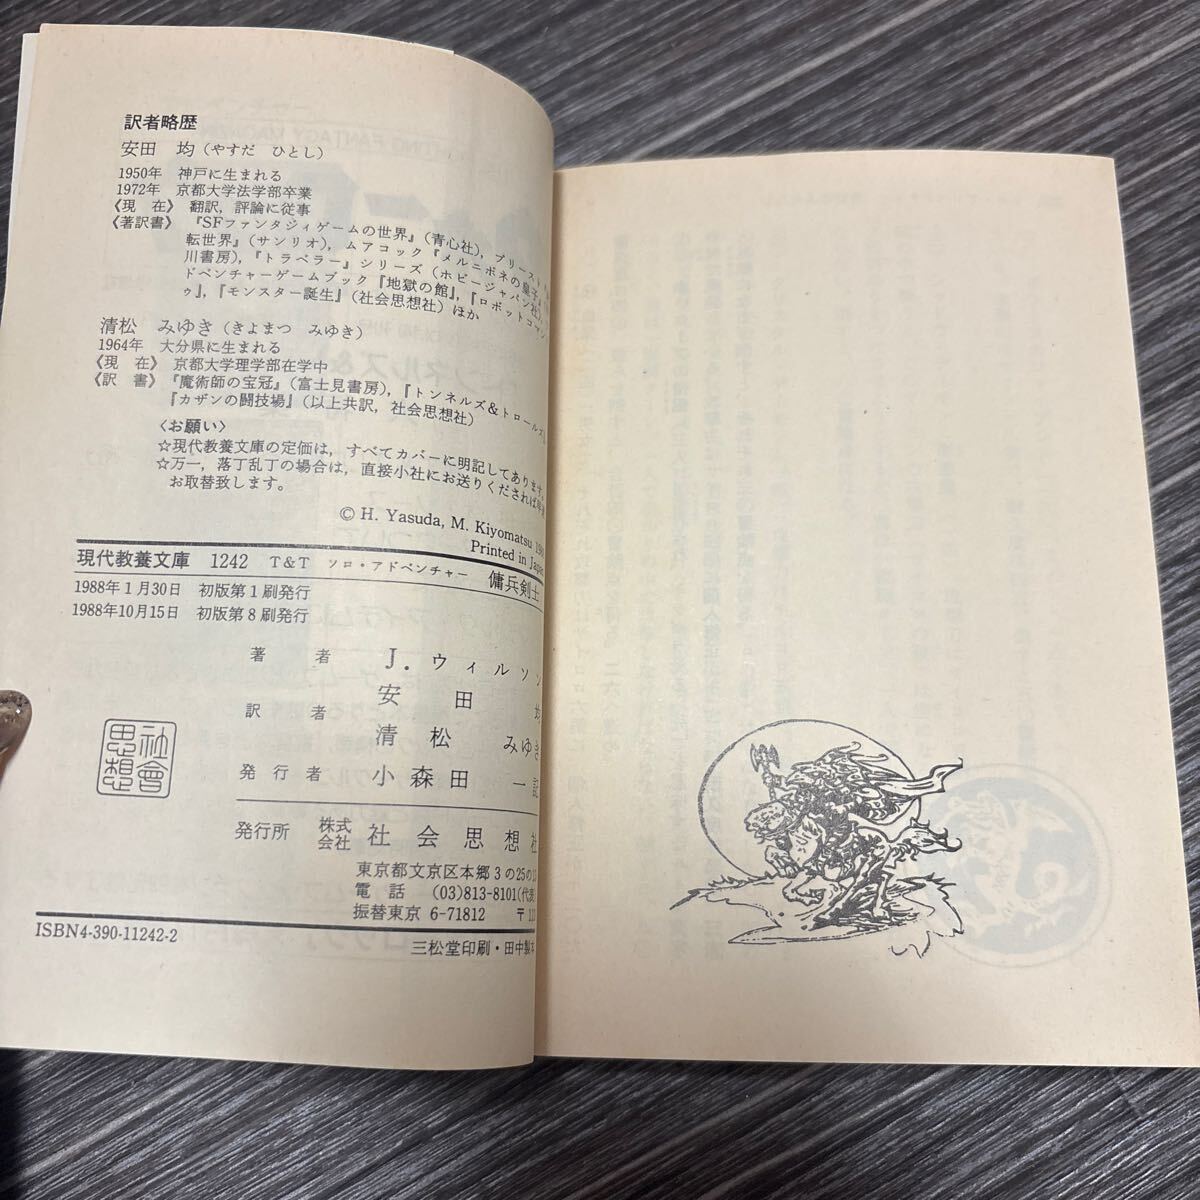 訳者略歴
安田 均(やすだ ひとし)
1950年 神戸に生まれる
1972年 京都大学法学部卒業
《現 在》 翻訳,評論に従事
《著訳書》 『SFファンタジィゲームの世界』(青心社),プリースト
転世界』(サンリオ),ムアコック『メルニボネの皇子
川書房),『トラベラー』シリーズ(ホビージャパン社),
ドベンチャーゲームブック『地獄の館』,『ロボットコマン
ゥ』,『モンスター誕生』(社会思想社)ほか
清松 みゆき(きよまつ みゆき)
1964年 大分県に生まれる
《現 在》 京都大学理学部在学中
《訳 書》 『魔術師の宝冠』(富士見書房),『トンネルズ&トロールズ』
『カザンの闘技場』(以上共訳,社会思想社)
〈お願い〉
☆現代教養文庫の定価は,すべてカバーに明記してあります。
☆万一,落丁乱丁の場合は,直接小社にお送りくだされば
お取替致します。
© H. Yasuda, M. Kiyomatsu
Printed in Japan
現代教養文庫 1242 T&T ソロ・アドベンチャー 傭兵剣士
1988年1月30日 初版第1刷発行
1988年10月15日 初版第8刷発行
著者 J.ウィルソン
安田 均
訳者
清松 みゆき
発行者 小森田 一記
社會思想
発行所 株式会社 社会思想社
東京都文京区本郷3の25の
電話 (03)813-8101(代表)
振替東京 6-71812 〒
ISBN4-390-11242-2
三松堂印刷・田中製本